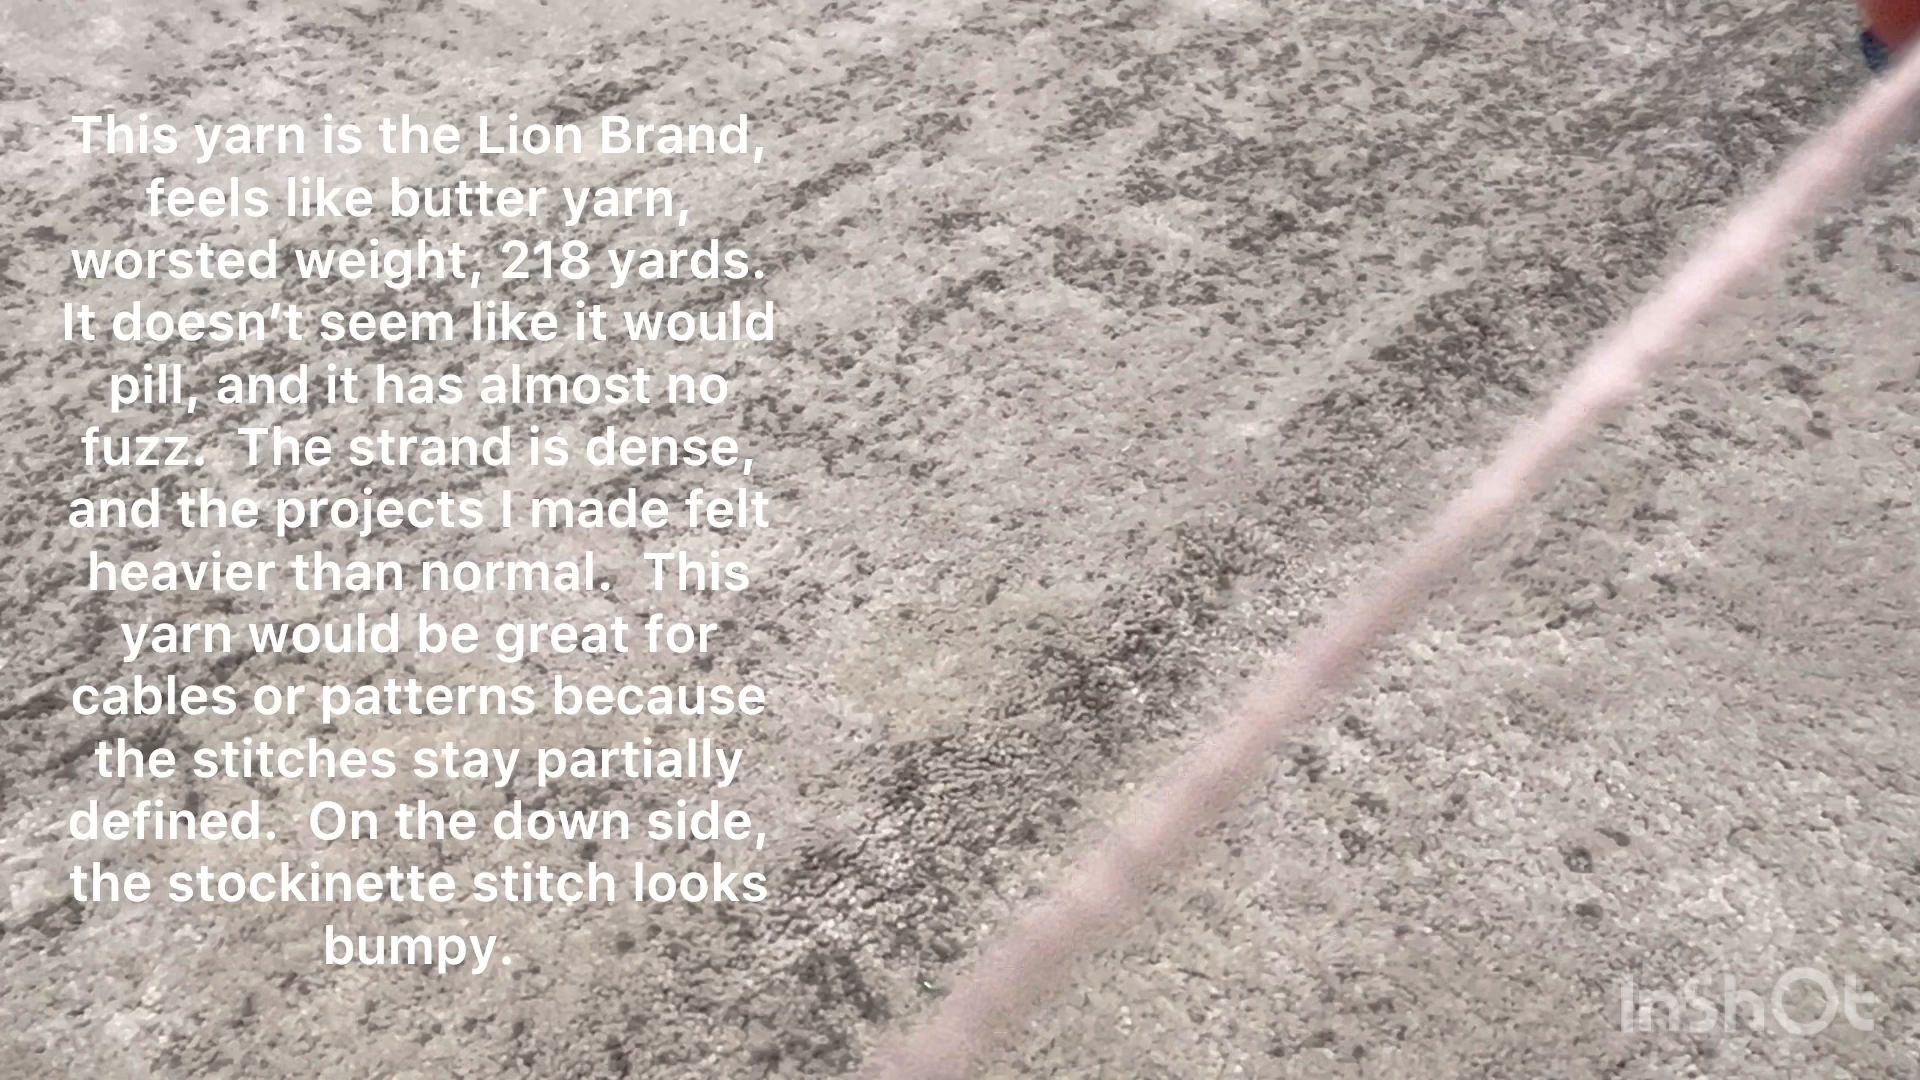 This yarn is the Lion Brand,
feels like butter yarn,
worsted weight, 218 yards.
It doesn’t seem like it would
pill, and it has almost no
fuzz.  The strand is dense,
and the projects I made felt
heavier than normal.  This
yarn would be great for
cables or patterns because
the stitches stay partially
defined.  On the down side,
the stockinette stitch looks
bumpy.
InShOt